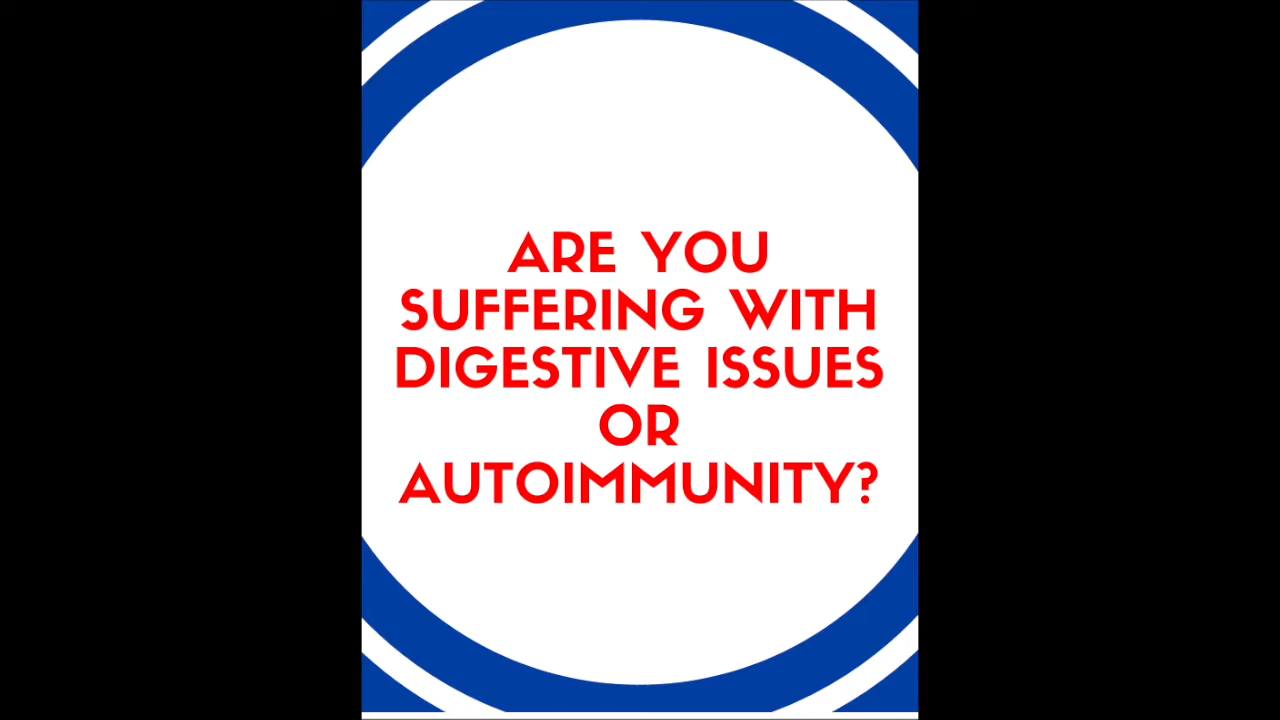 ARE YOU
SUFFERING WITH
DIGESTIVE ISSUES
OR
AUTOIMMUNITY?